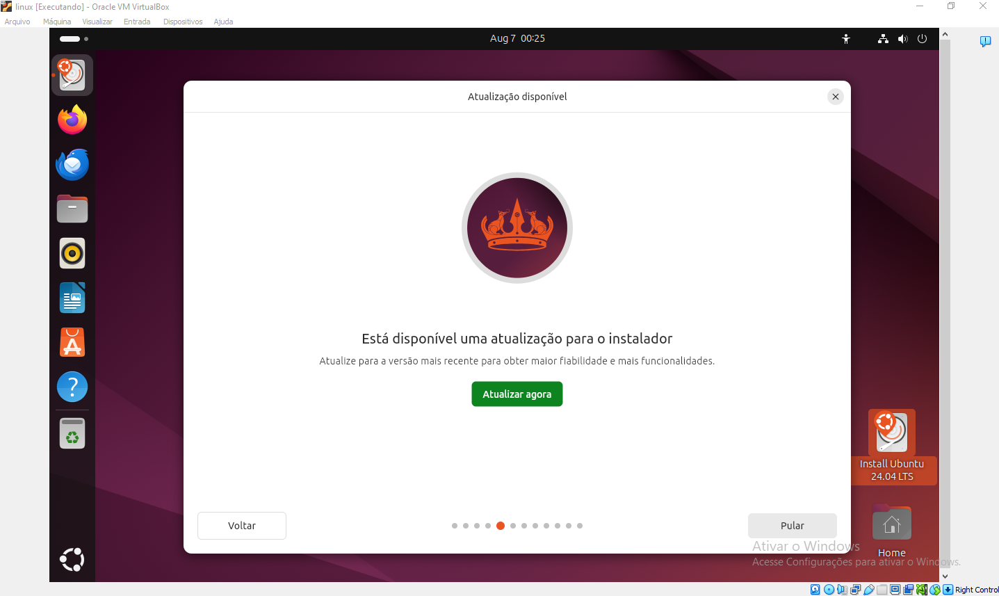 linux [Executando] - Oracle VM VirtualBox
Arquivo Máquina Visualizar Entrada Dispositivos Ajuda
Aug 7 00:25
Atualização disponível
Está disponível uma atualização para o instalador
Atualize para a versão mais recente para obter maior fiabilidade e mais funcionalidades.
Atualizar agora
Install Ubuntu
24.04 LTS
Voltar
Pular
Ativar o Windows
Acesse Configurações para ativar o Windows.
Home
Right Control